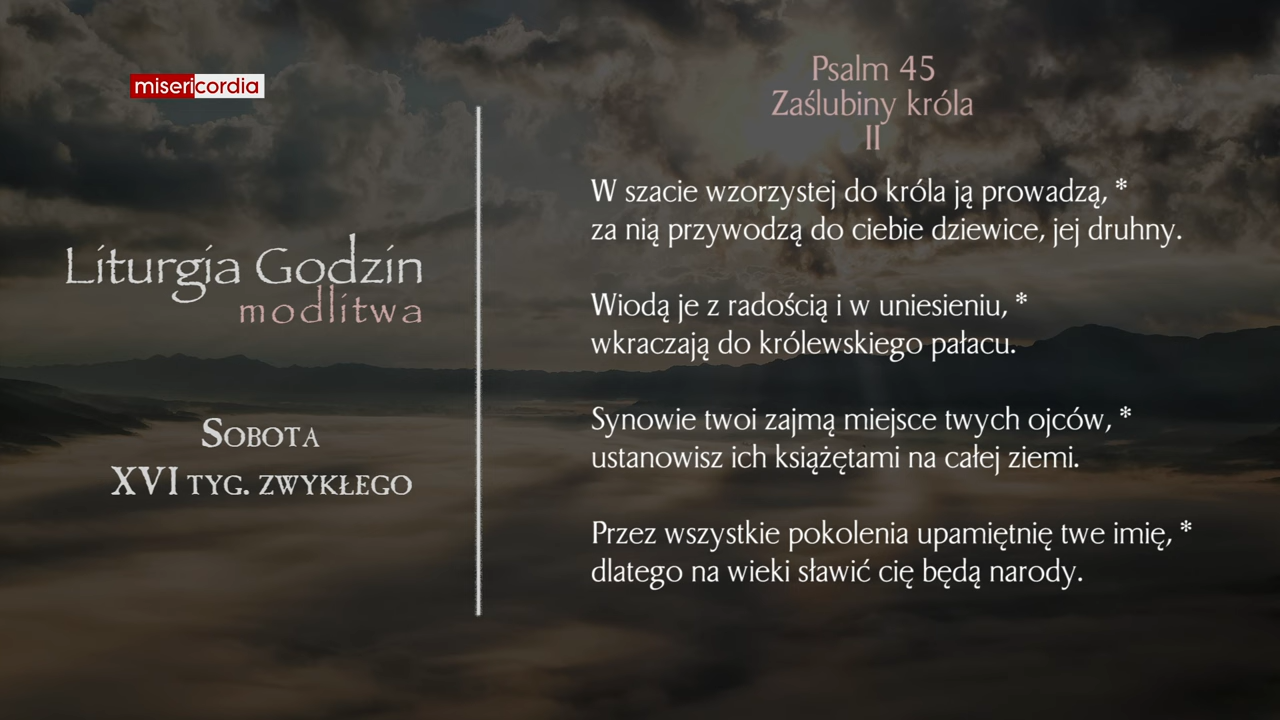 misericordia
Liturgia Godzin
modlitwa
Sobota
XVI tyg. zwykłego
Psalm 45
Zaślubiny króla
II
W szacie wzorzystej do króla ją prowadzą, *
za nią przywodzą do ciebie dziewice, jej druhny.
Wiodą je z radością i w uniesieniu, *
wkraczają do królewskiego pałacu.
Synowie twoi zajmą miejsce twych ojców, *
ustanowisz ich książętami na całej ziemi.
Przez wszystkie pokolenia upamiętnię twe imię, *
dlatego na wieki sławić cię będą narody.